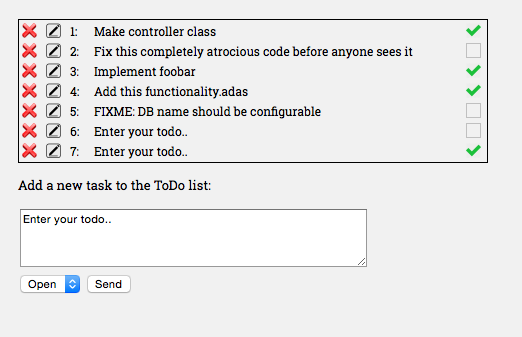 1: Make controller class
2: Fix this completely atrocious code before anyone sees it
3: Implement foobar
4: Add this functionality.adas
5: FIXME: DB name should be configurable
6: Enter your todo..
7: Enter your todo..
Add a new task to the ToDo list:
Enter your todo..
Open Send